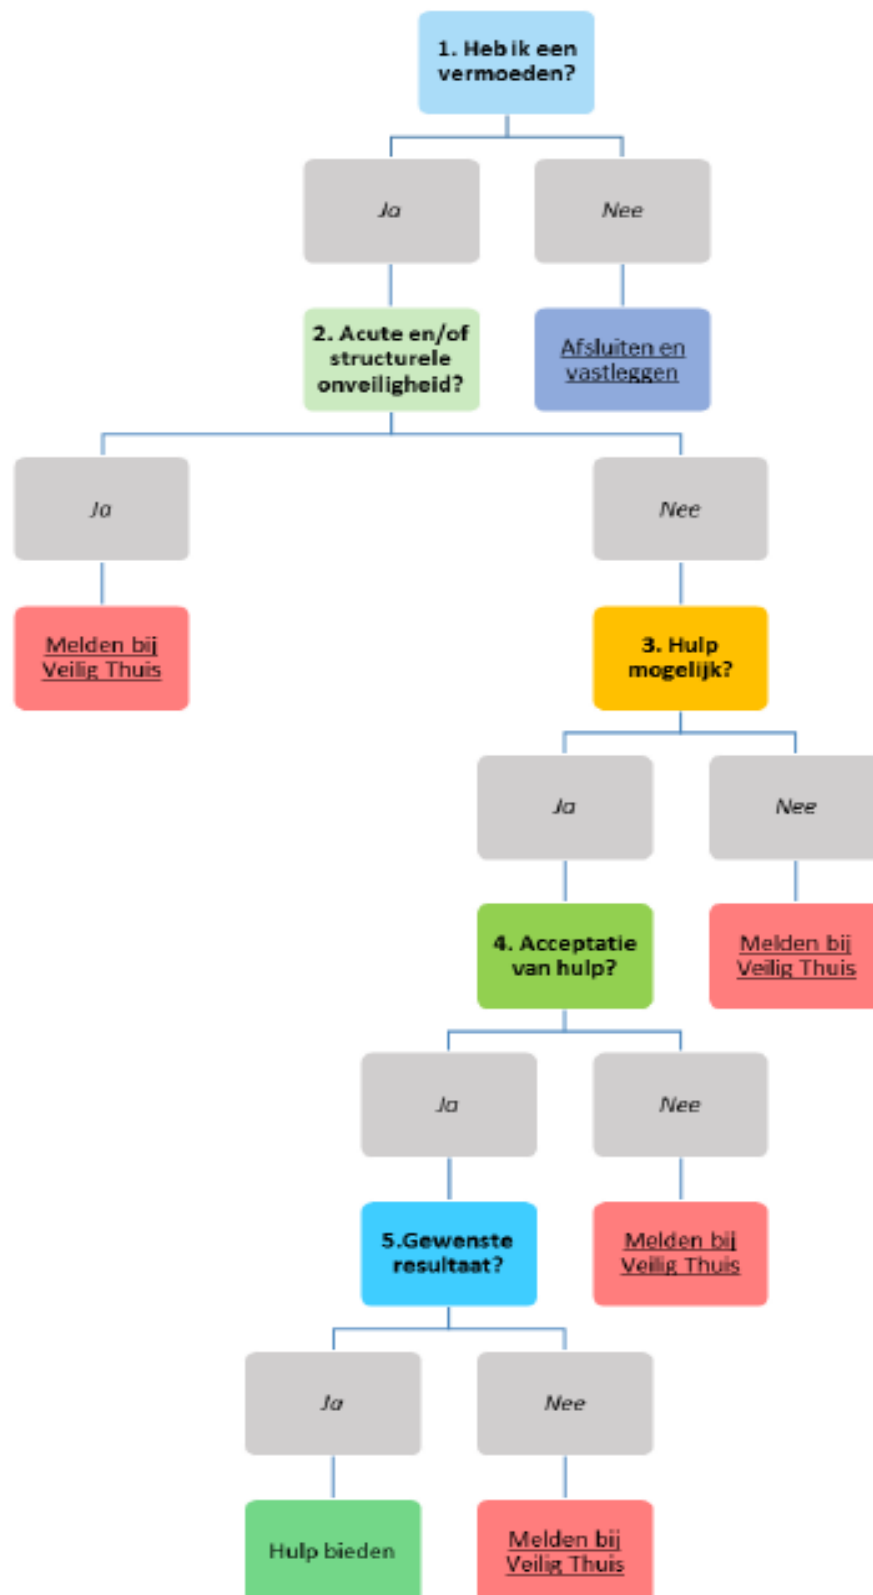 1. Heb ik een
vermoeden?
Ja
Nee
2. Acute en/of
structurele
onveiligheid?
Afsluiten en
vastleggen
Ja
Nee
Melden bij
Veilig Thuis
3. Hulp
mogelijk?
Ja
Nee
4. Acceptatie
van hulp?
Melden bij
Veilig Thuis
Ja
Nee
5.Gewenste
resultaat?
Melden bij
Veilig Thuis
Ja
Nee
Hulp bieden
Melden bij
Veilig Thuis